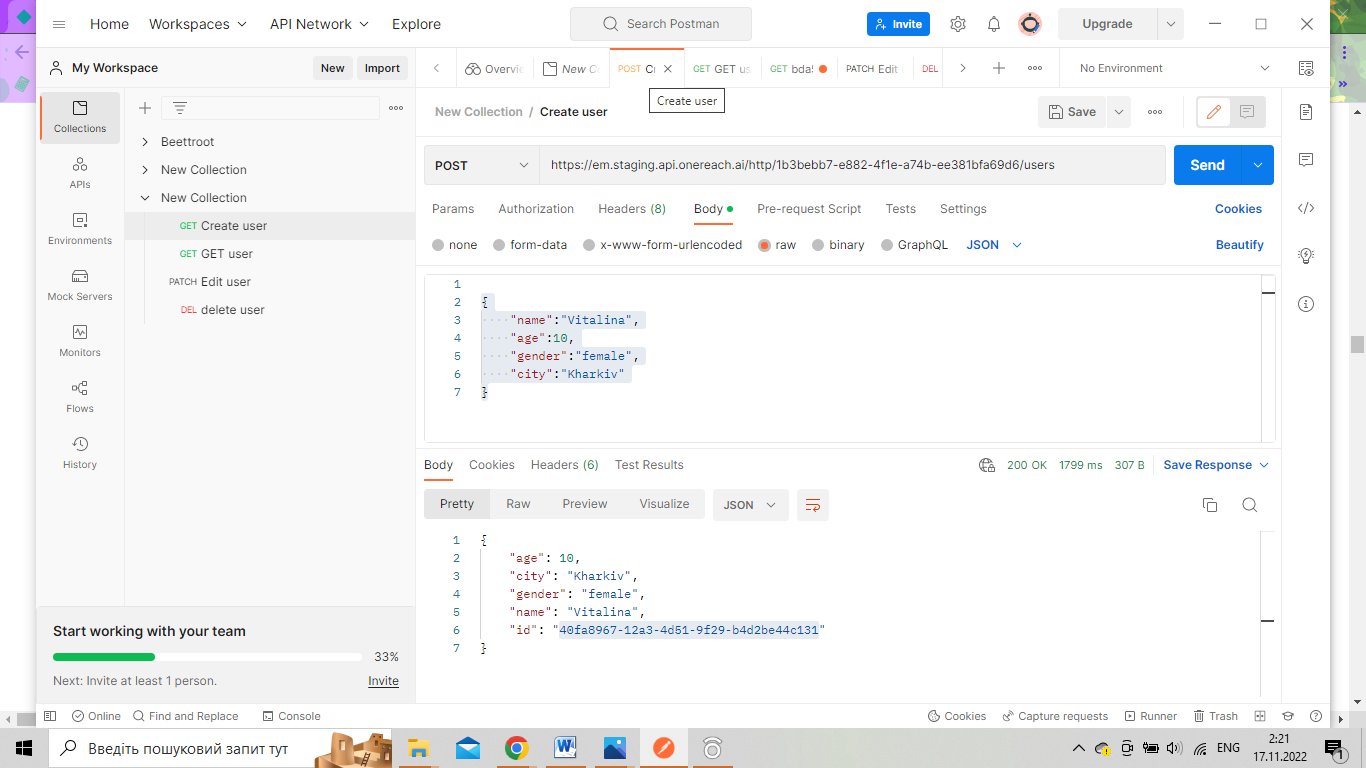 Home Workspaces API Network Explore Search Postman Invite Upgrade
My Workspace New Import Overvi New C POST Cr GET GET us GET bda! PATCH Edit DEL No Environment
Create user
Collections
APIs
Environments
Mock Servers
Monitors
Flows
History
Beettroot
New Collection
New Collection
GET Create user
GET GET user
PATCH Edit user
DEL delete user
New Collection / Create user Save
POST https://em.staging.api.onereach.ai/http/1b3bebb7-e882-4f1e-a74b-ee381bfa69d6/users Send
Params Authorization Headers (8) Body Pre-request Script Tests Settings Cookies
none form-data x-www-form-urlencoded raw binary GraphQL JSON Beautify
1
2 {
3 "name":"Vitalina",
4 "age":10,
5 "gender":"female",
6 "city":"Kharkiv"
7 }
Body Cookies Headers (6) Test Results 200 OK 1799 ms 307 B Save Response
Pretty Raw Preview Visualize JSON
1 {
2 "age": 10,
3 "city": "Kharkiv",
4 "gender": "female",
5 "name": "Vitalina",
6 "id": "40fa8967-12a3-4d51-9f29-b4d2be44c131"
7 }
Start working with your team
33%
Next: Invite at least 1 person. Invite
Online Find and Replace Console Cookies Capture requests Runner Trash
Введіть пошуковий запит тут
ENG 2:21
17.11.2022
1